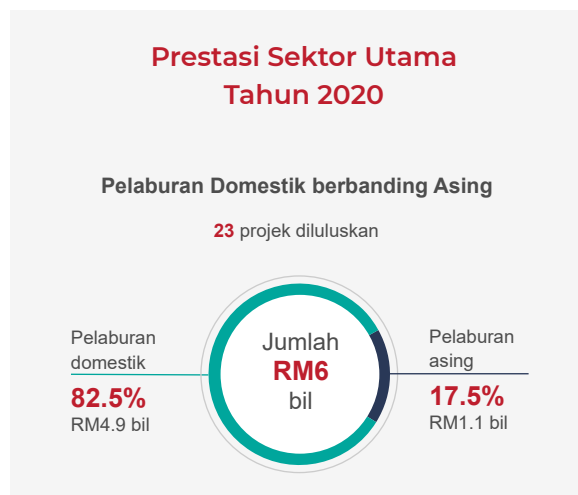 Prestasi Sektor Utama
Tahun 2020
Pelaburan Domestik berbanding Asing
23 projek diluluskan
Pelaburan
domestik
82.5%
RM4.9 bil
Jumlah
RM6
bil
Pelaburan
asing
17.5%
RM1.1 bil